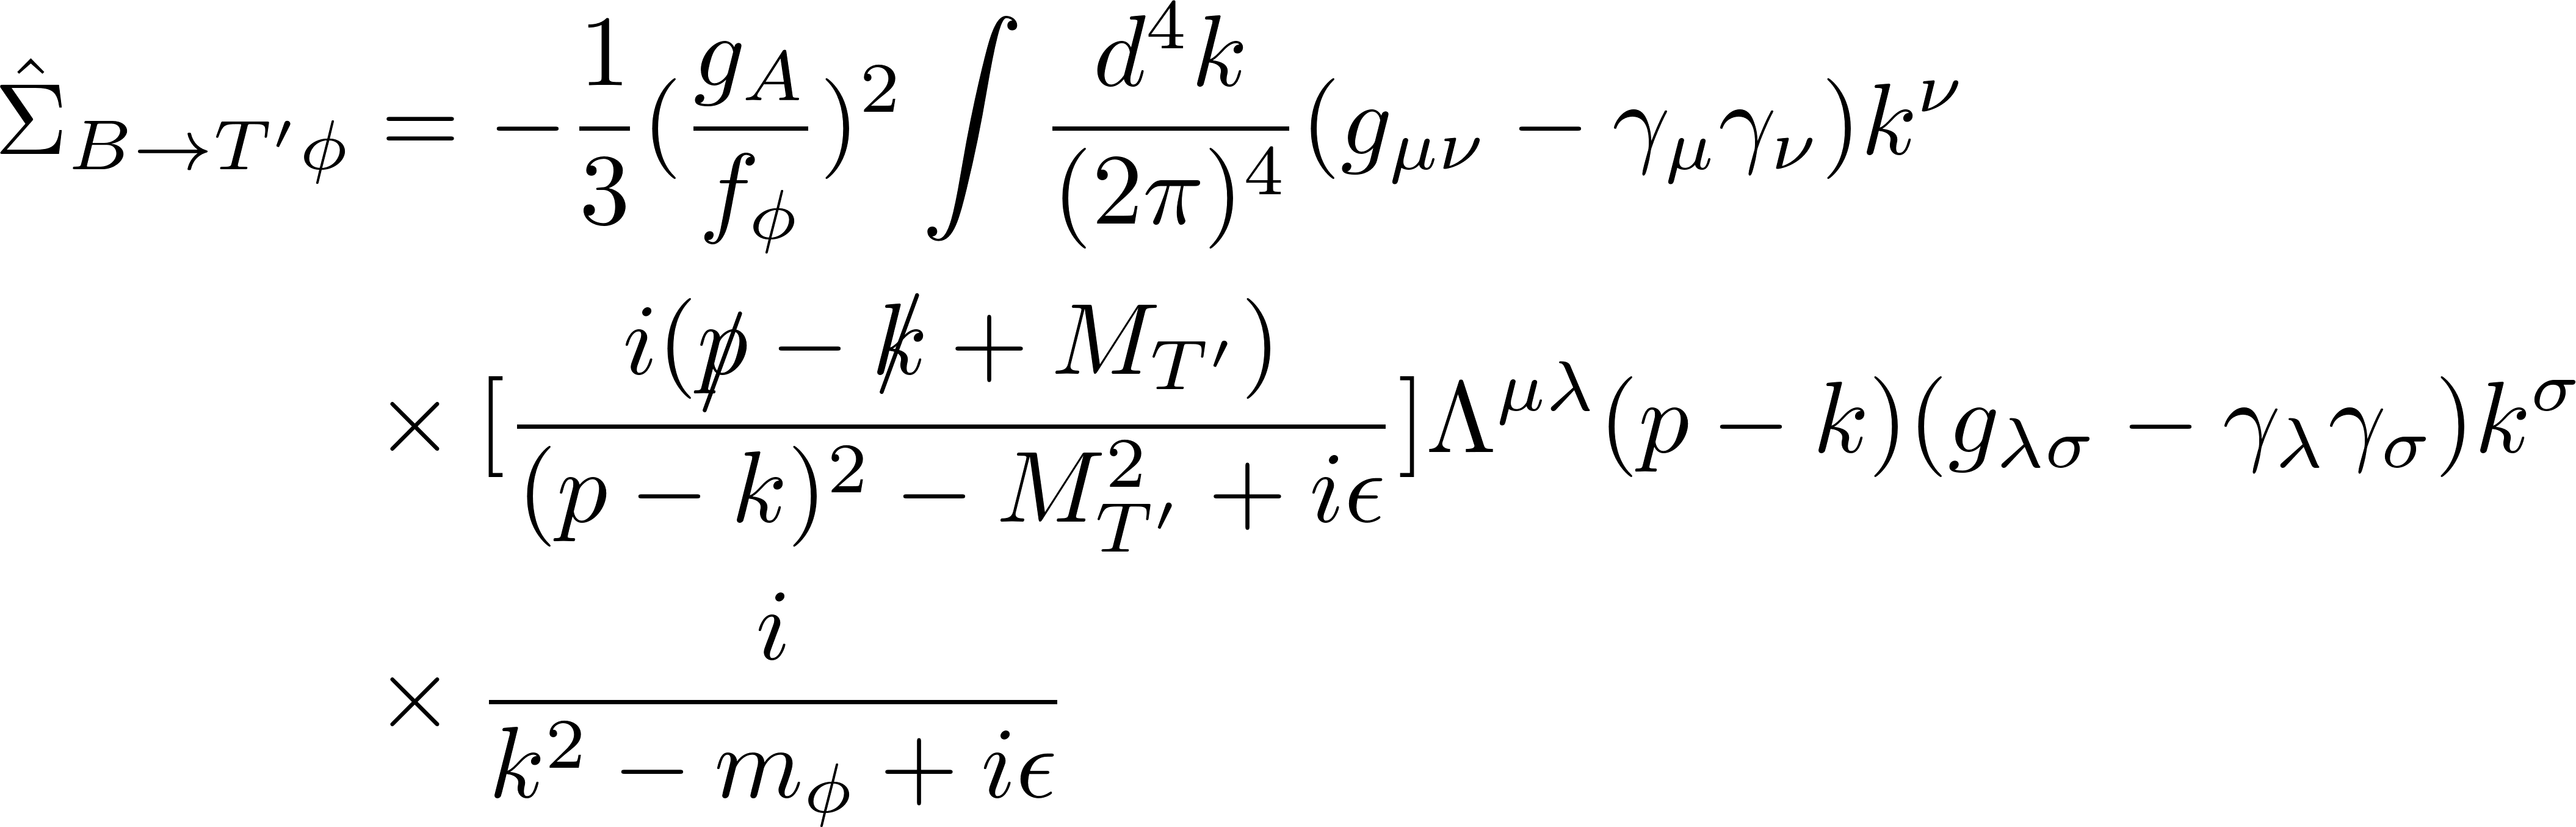 \hat{\Sigma}_{B\rightarrow T'\phi} = -\frac{1}{3}(\frac{g_A}{f_\phi})^2 \int \frac{d^4k}{(2\pi)^4}(g_{\mu\nu} - \gamma_\mu\gamma_\nu)k^\nu
\times [\frac{i(\not{p} - \not{k} + M_{T'})}{(p-k)^2 - M_{T'}^2 + i\epsilon}]\Lambda^{\mu\lambda}(p-k)(g_{\lambda\sigma} - \gamma_\lambda\gamma_\sigma)k^\sigma
\times \frac{i}{k^2 - m_\phi + i\epsilon}